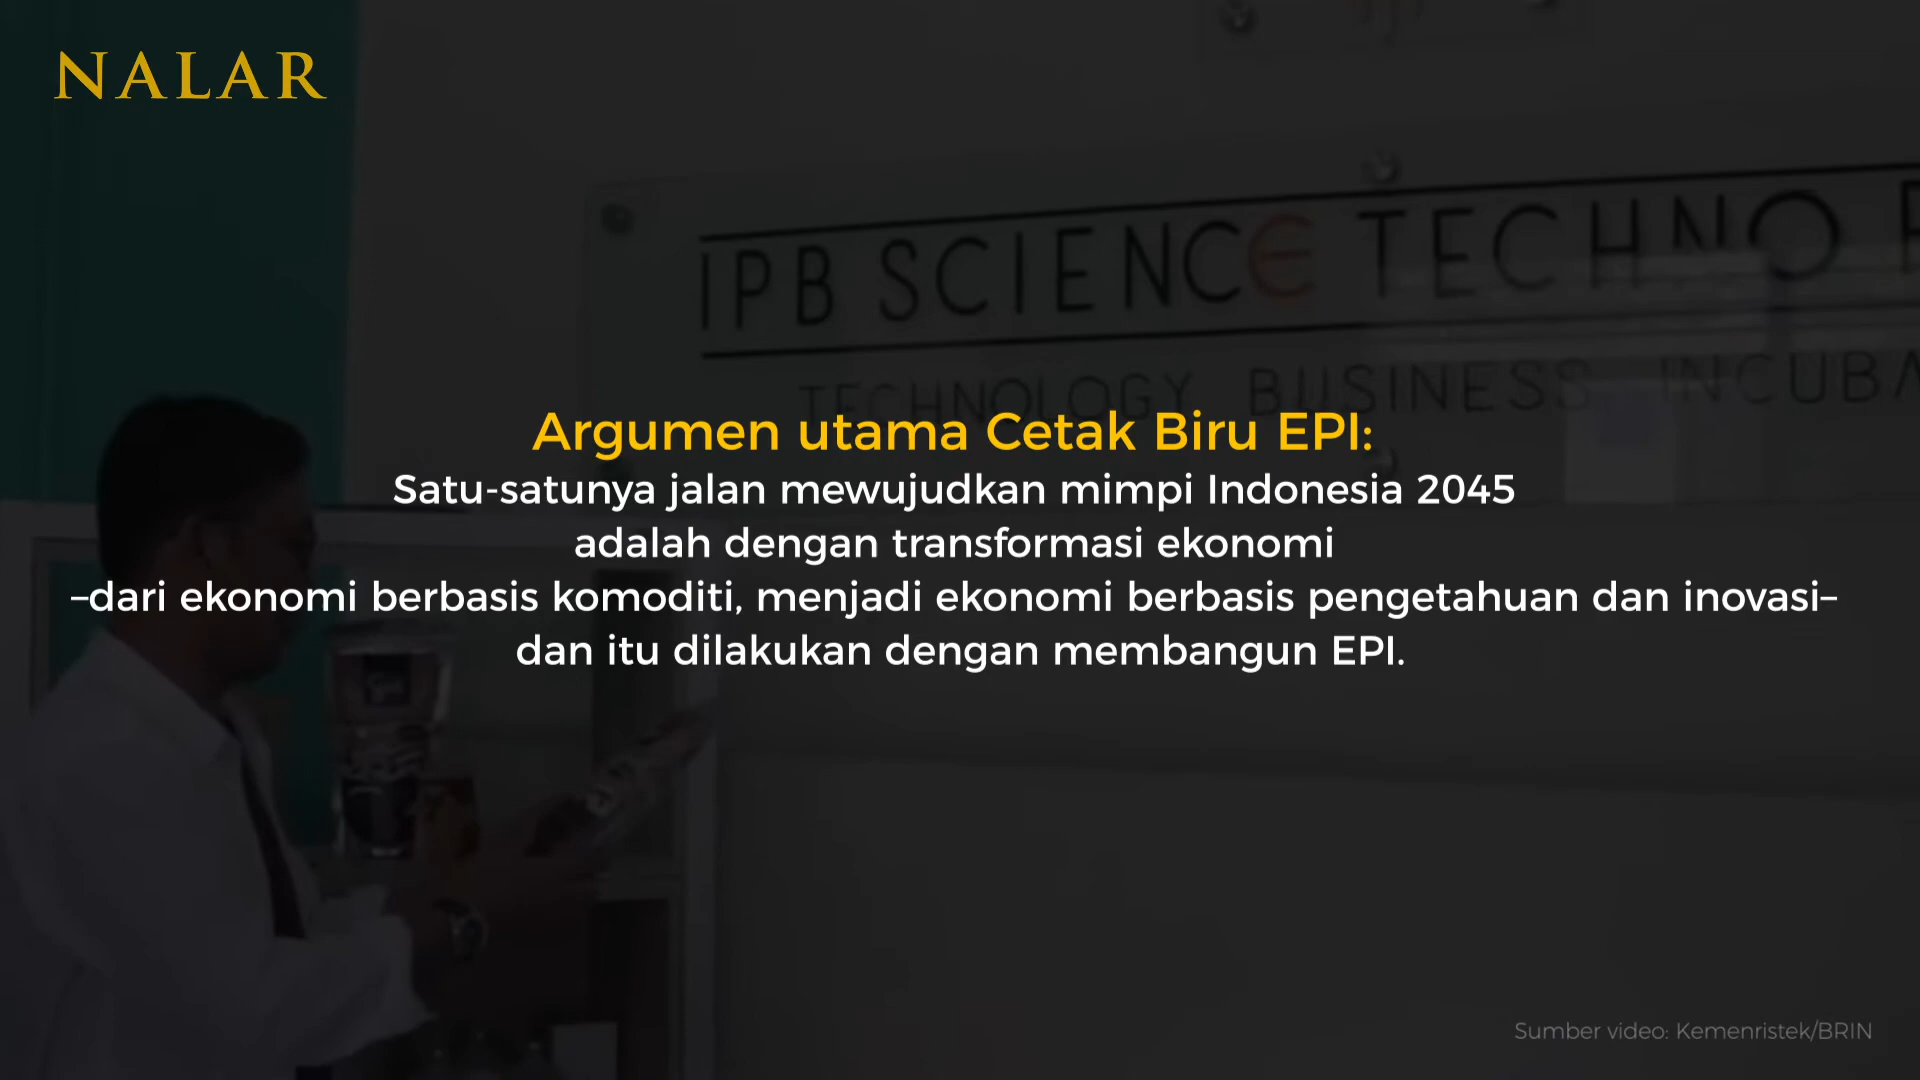 NALAR
IPB SCIENCE TECHNO
TECHNOLOGY BUSINESS
Argumen utama Cetak Biru EPI:
Satu-satunya jalan mewujudkan mimpi Indonesia 2045
adalah dengan transformasi ekonomi
–dari ekonomi berbasis komoditi, menjadi ekonomi berbasis pengetahuan dan inovasi–
dan itu dilakukan dengan membangun EPI.
Sumber video: Kemenristek/BRIN